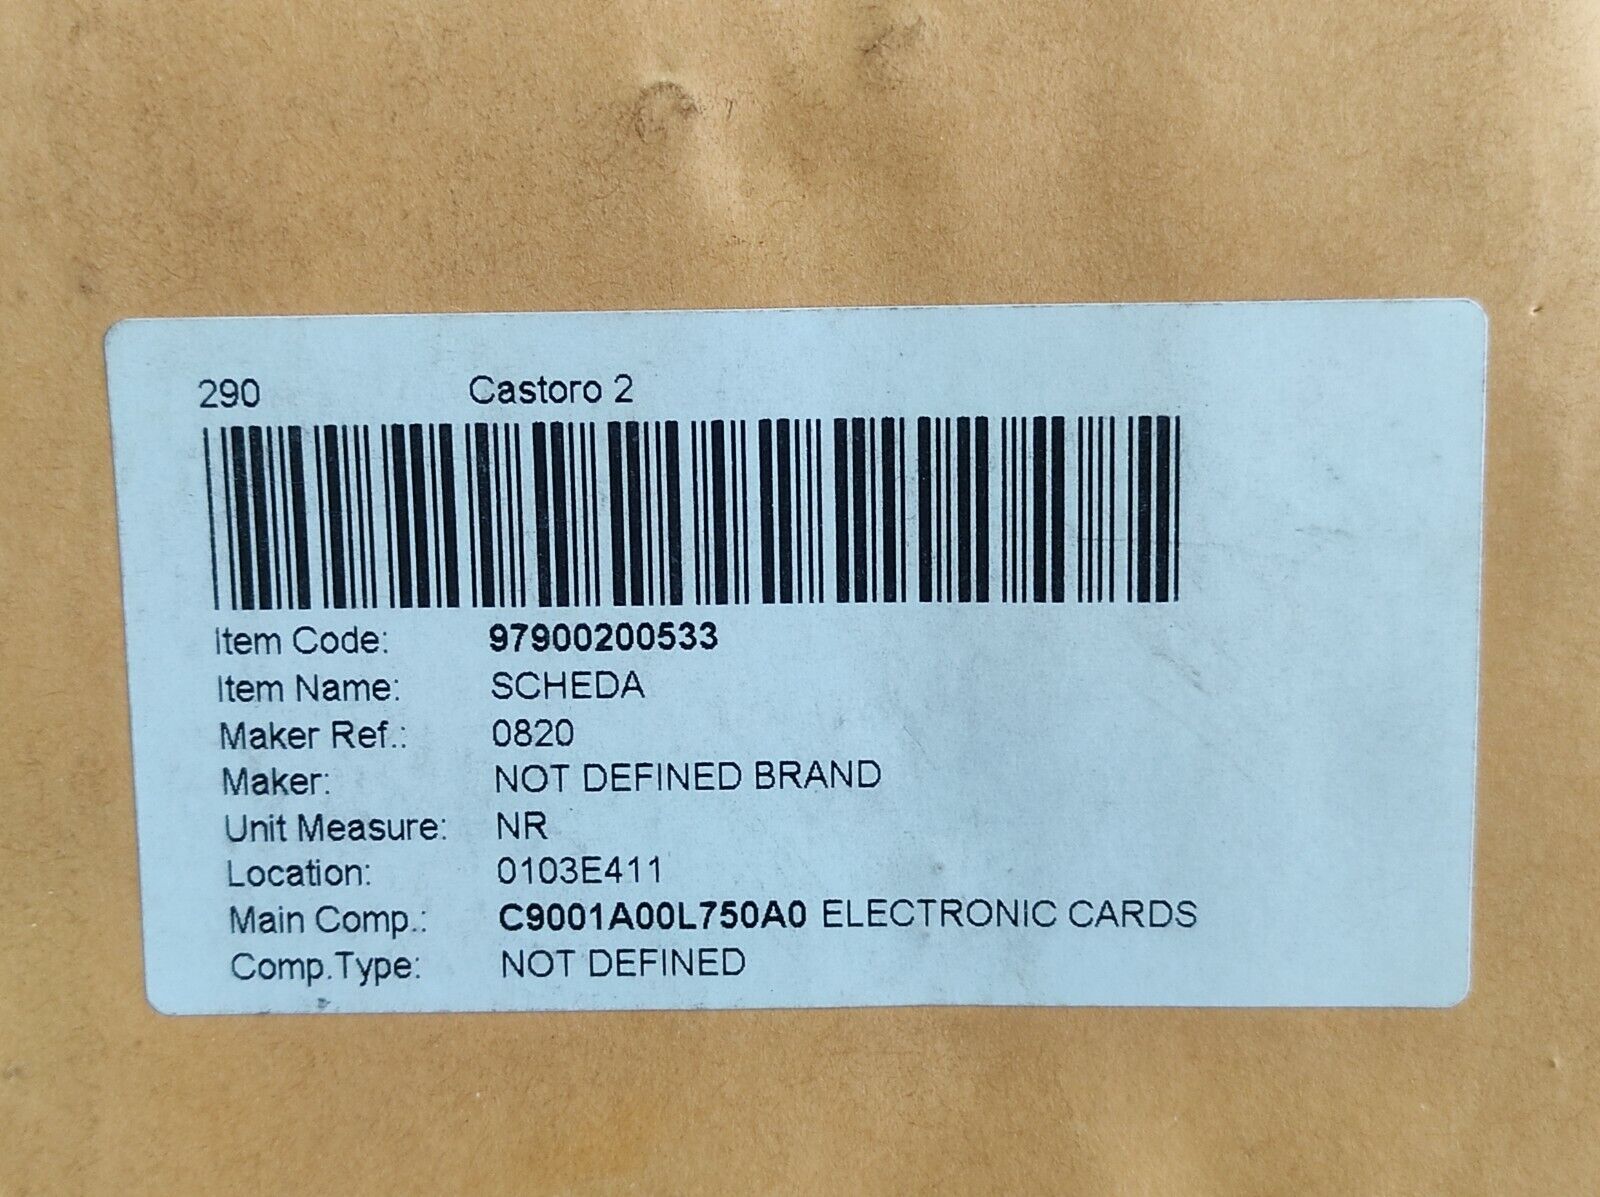 290 Castoro 2
Item Code: 97900200533
Item Name: SCHEDA
Maker Ref.: 0820
Maker: NOT DEFINED BRAND
Unit Measure: NR
Location: 0103E411
Main Comp.: C9001A00L750A0 ELECTRONIC CARDS
Comp.Type: NOT DEFINED